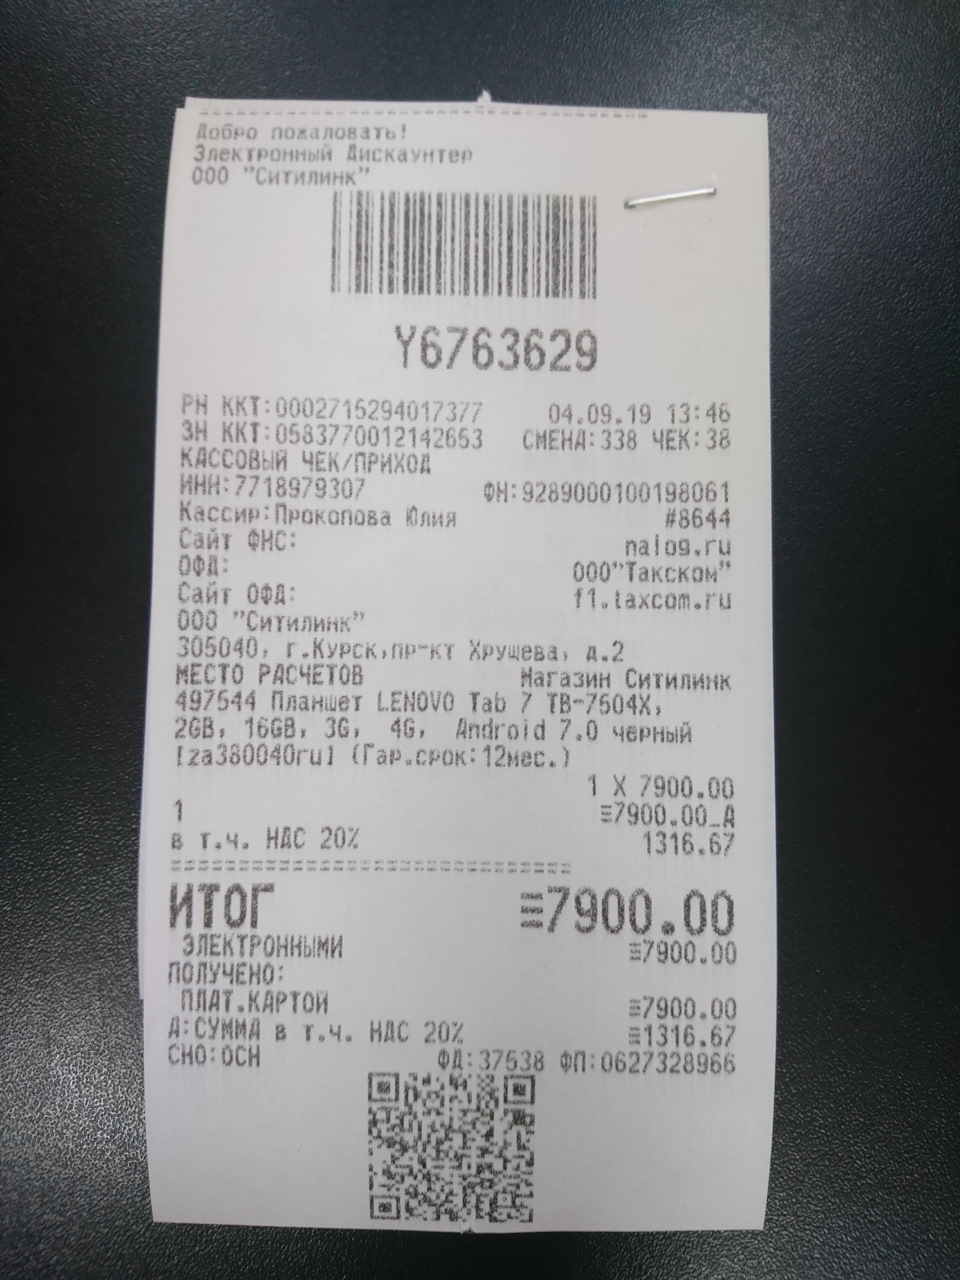 Добро пожаловать!
Электронный Дискаунтер
ООО "Ситилинк"
Y6763629
РН ККТ:0002715294017377 04.09.19 13:46
ЗН ККТ:0583770012142653 СМЕНА:338 ЧЕК:38
КАССОВЫЙ ЧЕК/ПРИХОД
ИНН:7718979307 ФН:9289000100198061
Кассир:Прокопова Юлия #8644
Сайт ФНС: nalog.ru
ОФД: ООО"Такском"
Сайт ОФД: f1.taxcom.ru
ООО "Ситилинк"
305040, г.Курск,пр-кт Хрущева, д.2
МЕСТО РАСЧЕТОВ Магазин Ситилинк
497544 Планшет LENOVO Tab 7 TB-7504X,
2GB, 16GB, 3G, 4G, Android 7.0 черный
[za380040ru] (Гар.срок:12мес.)
1 X 7900.00
1 ≡7900.00_А
в т.ч. НДС 20% 1316.67
ИТОГ ≡7900.00
ЭЛЕКТРОННЫМИ ≡7900.00
ПОЛУЧЕНО:
ПЛАТ.КАРТОЙ ≡7900.00
А:СУММА в т.ч. НДС 20% ≡1316.67
СНО:ОСН ФД:37538 ФП:0627328966